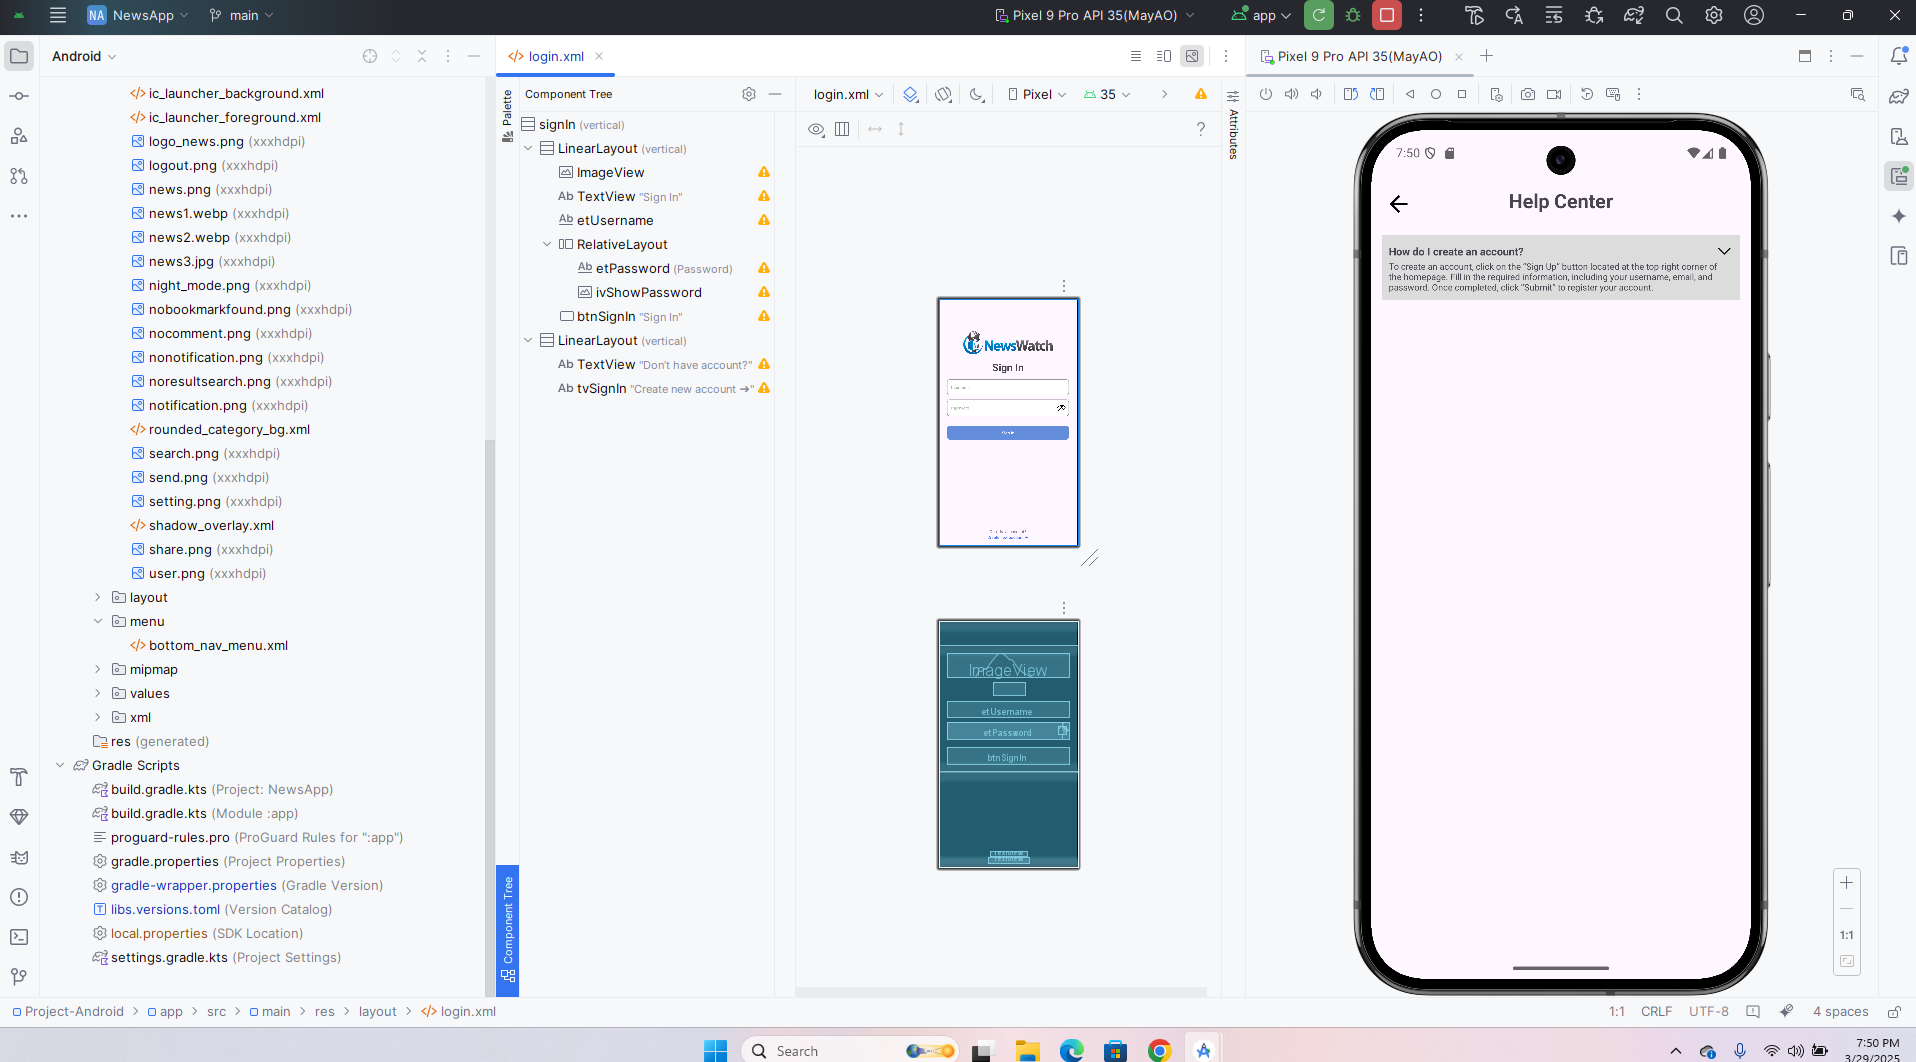 NA NewsApp
main
Pixel 9 Pro API 35(MayAO)
app
Android
login.xml
Pixel 9 Pro API 35(MayAO)
ic_launcher_background.xml
ic_launcher_foreground.xml
logo_news.png (xxxhdpi)
logout.png (xxxhdpi)
news.png (xxxhdpi)
news1.webp (xxxhdpi)
news2.webp (xxxhdpi)
news3.jpg (xxxhdpi)
night_mode.png (xxxhdpi)
nobookmarkfound.png (xxxhdpi)
nocomment.png (xxxhdpi)
nonotification.png (xxxhdpi)
noresultsearch.png (xxxhdpi)
notification.png (xxxhdpi)
rounded_category_bg.xml
search.png (xxxhdpi)
send.png (xxxhdpi)
setting.png (xxxhdpi)
shadow_overlay.xml
share.png (xxxhdpi)
user.png (xxxhdpi)
layout
menu
bottom_nav_menu.xml
mipmap
values
xml
res (generated)
Gradle Scripts
build.gradle.kts (Project: NewsApp)
build.gradle.kts (Module :app)
proguard-rules.pro (ProGuard Rules for ":app")
gradle.properties (Project Properties)
gradle-wrapper.properties (Gradle Version)
libs.versions.toml (Version Catalog)
local.properties (SDK Location)
settings.gradle.kts (Project Settings)
Palette
Component Tree
Component Tree
signIn (vertical)
LinearLayout (vertical)
ImageView
Ab TextView "Sign In"
Ab etUsername
RelativeLayout
Ab etPassword (Password)
ivShowPassword
btnSignIn "Sign In"
LinearLayout (vertical)
Ab TextView "Don't have account?"
Ab tvSignIn "Create new account ➔"
login.xml
Pixel
35
?
Attributes
NewsWatch
Sign In
ImageView
etUsername
etPassword
btnSignIn
7:50
Help Center
How do I create an account?
To create an account, click on the "Sign Up" button located at the top right corner of
the homepage. Fill in the required information, including your username, email, and
password. Once completed, click "Submit" to register your account.
1:1
Project-Android > app > src > main > res > layout > login.xml
1:1
CRLF
UTF-8
4 spaces
Search
7:50 PM
3/29/2025